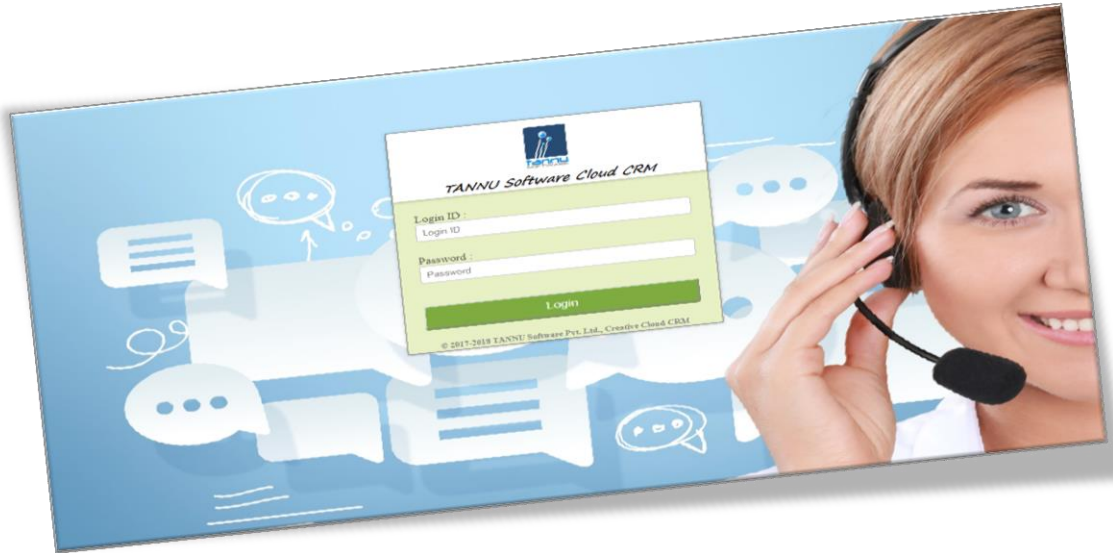 Tannu
TANNU Software Cloud CRM
Login ID :
Login ID
Password :
Password
Login
© 2017-2018 TANNU Software Pvt. Ltd., Creative Cloud CRM